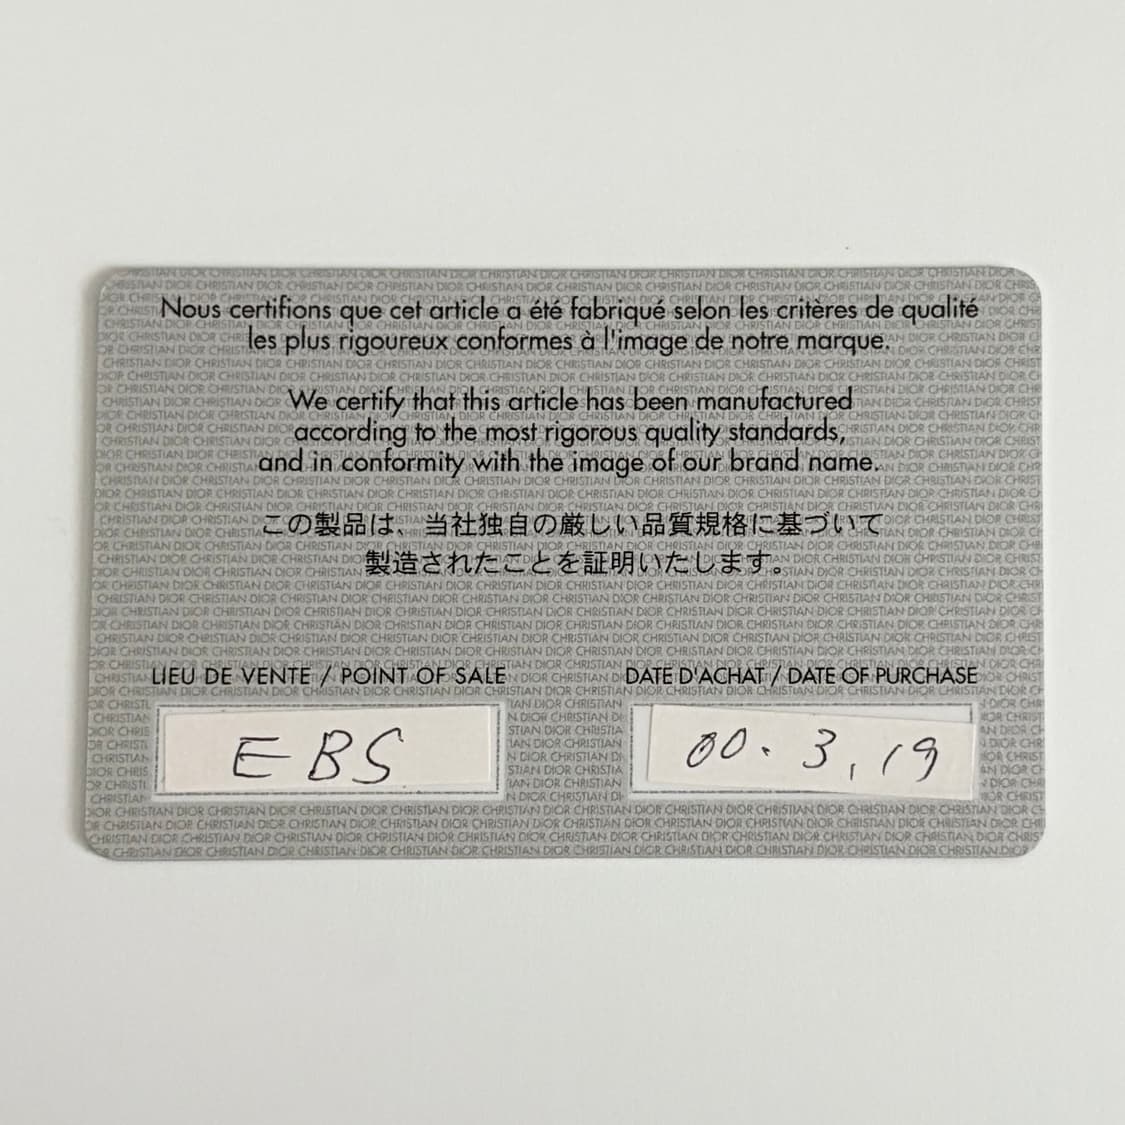 Nous certifions que cet article a été fabriqué selon les critères de qualité
les plus rigoureux conformes à l'image de notre marque.
We certify that this article has been manufactured
according to the most rigorous quality standards,
and in conformity with the image of our brand name.
この製品は、当社独自の厳しい品質規格に基づいて
製造されたことを証明いたします。
LIEU DE VENTE / POINT OF SALE
DATE D'ACHAT / DATE OF PURCHASE
EBS
00.3,19